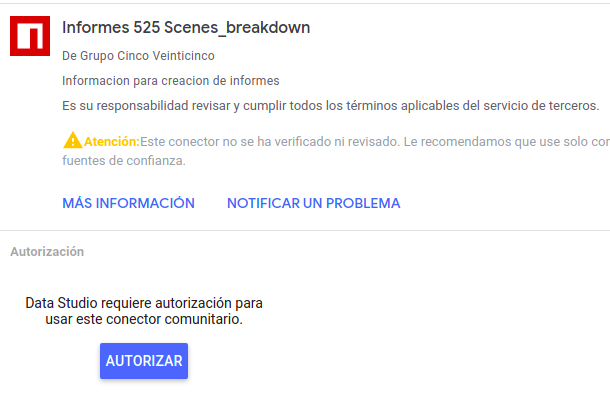 Informes 525 Scenes_breakdown
De Grupo Cinco Veinticinco
Informacion para creacion de informes
Es su responsabilidad revisar y cumplir todos los términos aplicables del servicio de terceros.
Atención:Este conector no se ha verificado ni revisado. Le recomendamos que use solo cor
fuentes de confianza.
MÁS INFORMACIÓN NOTIFICAR UN PROBLEMA
Autorización
Data Studio requiere autorización para
usar este conector comunitario.
AUTORIZAR